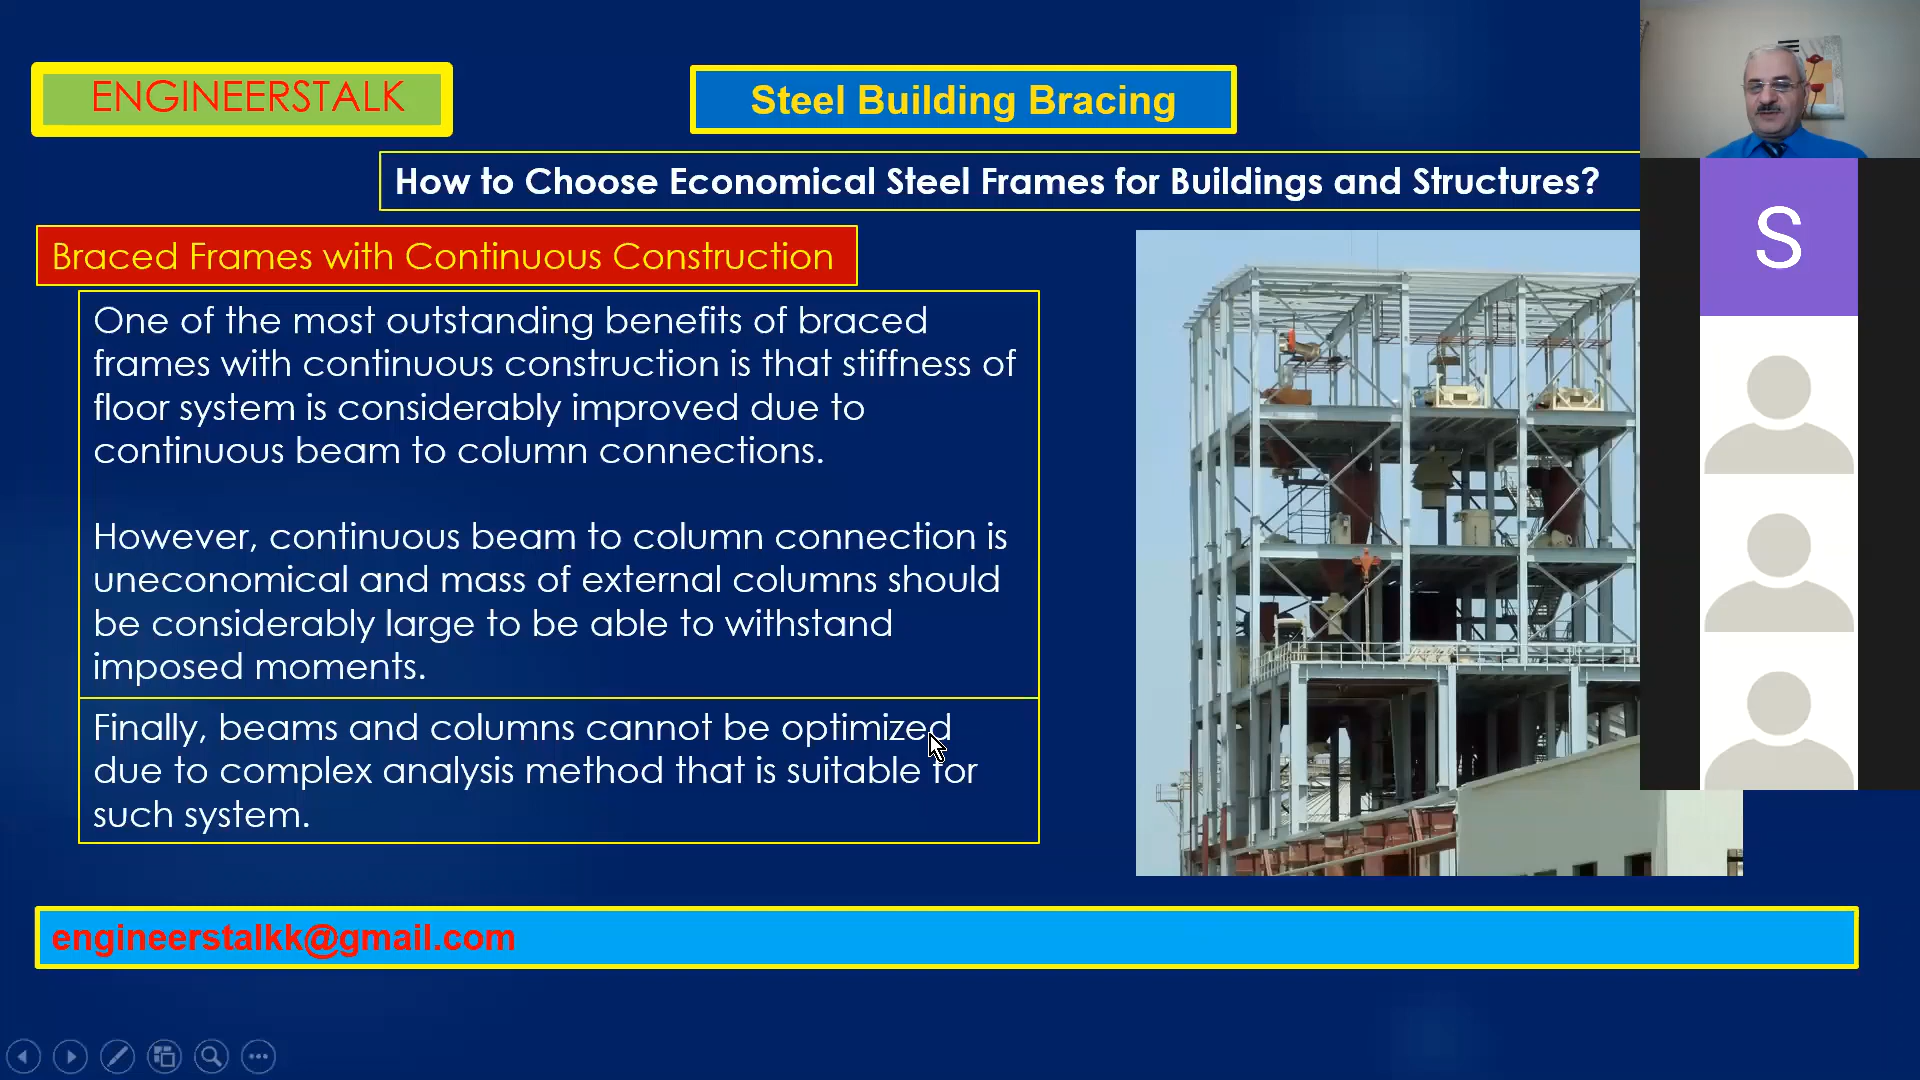 ENGINEERSTALK
Steel Building Bracing
How to Choose Economical Steel Frames for Buildings and Structures?
Braced Frames with Continuous Construction
One of the most outstanding benefits of braced
frames with continuous construction is that stiffness of
floor system is considerably improved due to
continuous beam to column connections.
However, continuous beam to column connection is
uneconomical and mass of external columns should
be considerably large to be able to withstand
imposed moments.
Finally, beams and columns cannot be optimized
due to complex analysis method that is suitable for
such system.
engineerstalkk@gmail.com
S